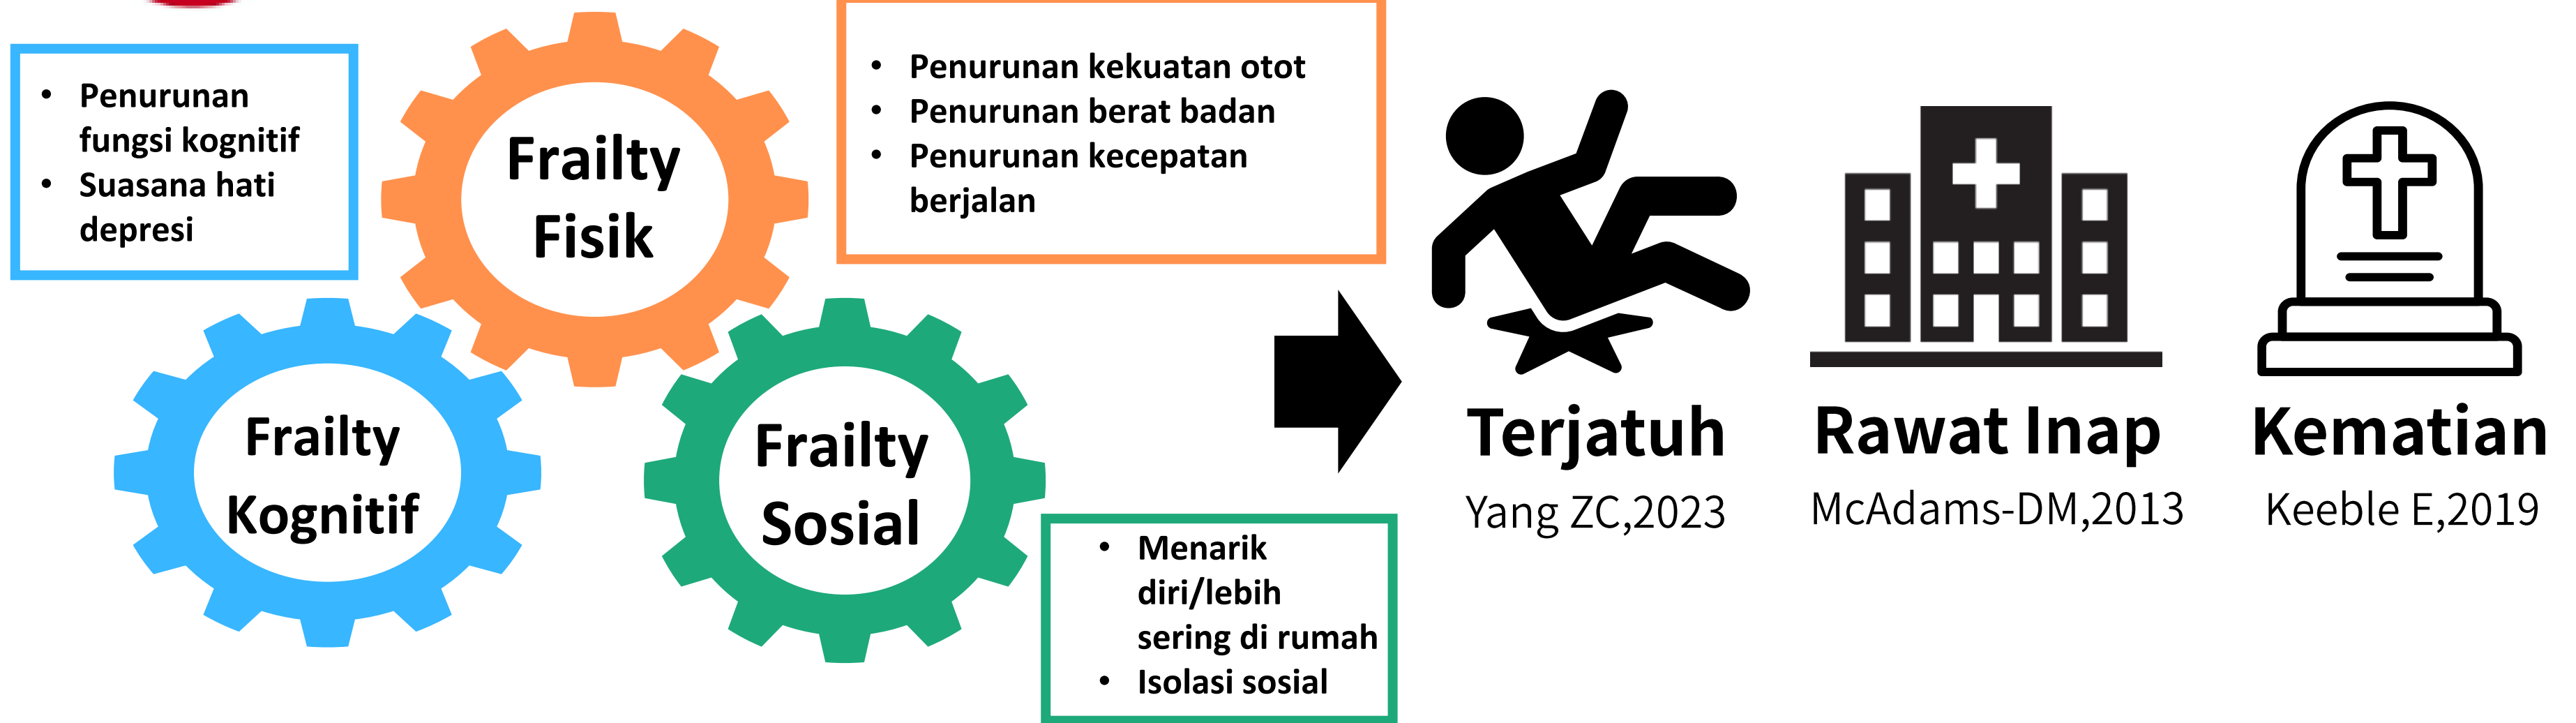 • Penurunan
fungsi kognitif
• Suasana hati
depresi
Frailty
Fisik
• Penurunan kekuatan otot
• Penurunan berat badan
• Penurunan kecepatan
berjalan
Frailty
Kognitif
Frailty
Sosial
• Menarik
diri/lebih
sering di rumah
• Isolasi sosial
Terjatuh
Yang ZC,2023
Rawat Inap
McAdams-DM,2013
Kematian
Keeble E,2019